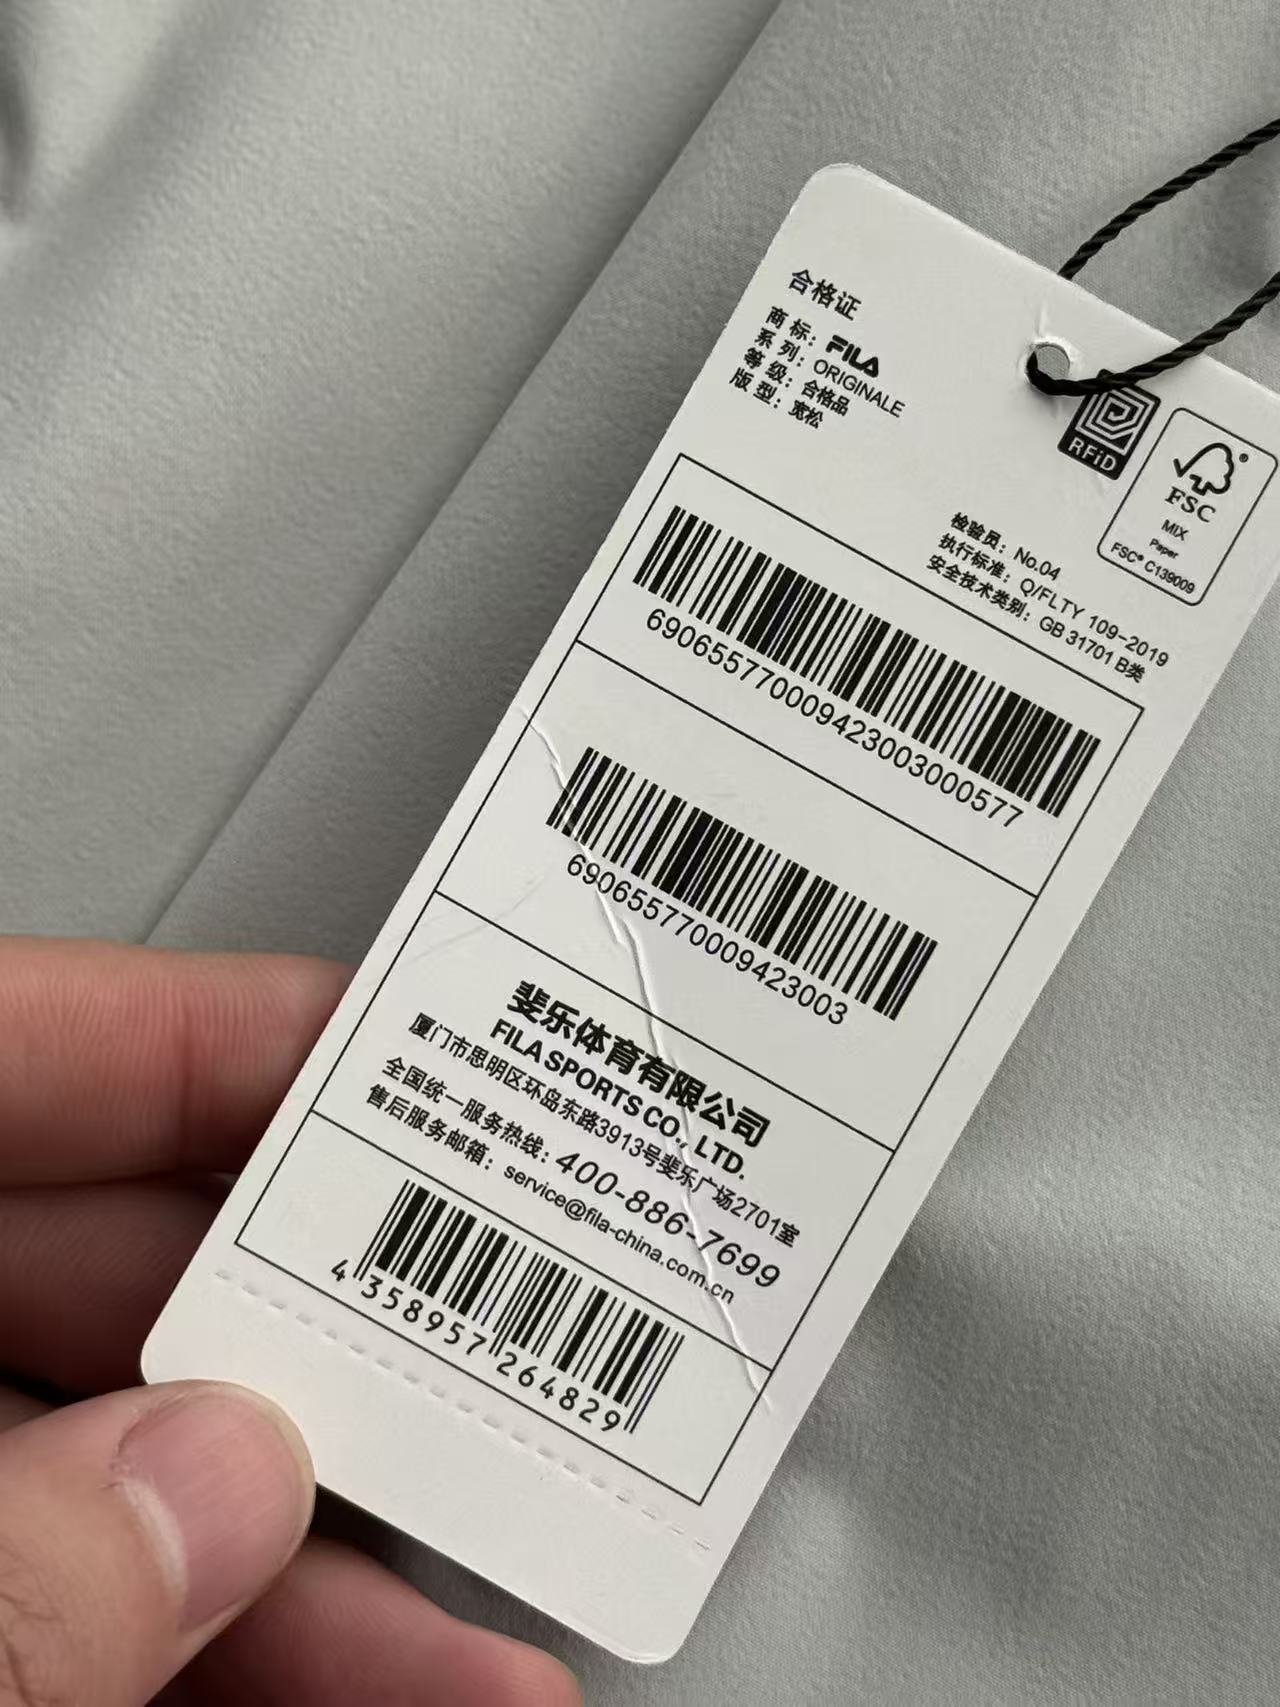 合格证
商 标: FILA
系 列: ORIGINALE
等 级: 合格品
版 型: 宽松
RFiD
FSC®
MIX
Paper
FSC® C139009
检验员: No.04
执行标准: Q/FLTY 109-2019
安全技术类别: GB 31701 B类
690655770009423003000577
690655770009423003
斐乐体育有限公司
FILA SPORTS CO., LTD.
厦门市思明区环岛东路3913号斐乐广场2701室
全国统一服务热线: 400-886-7699
售后服务邮箱: service@fila-china.com.cn
4 358957 264829